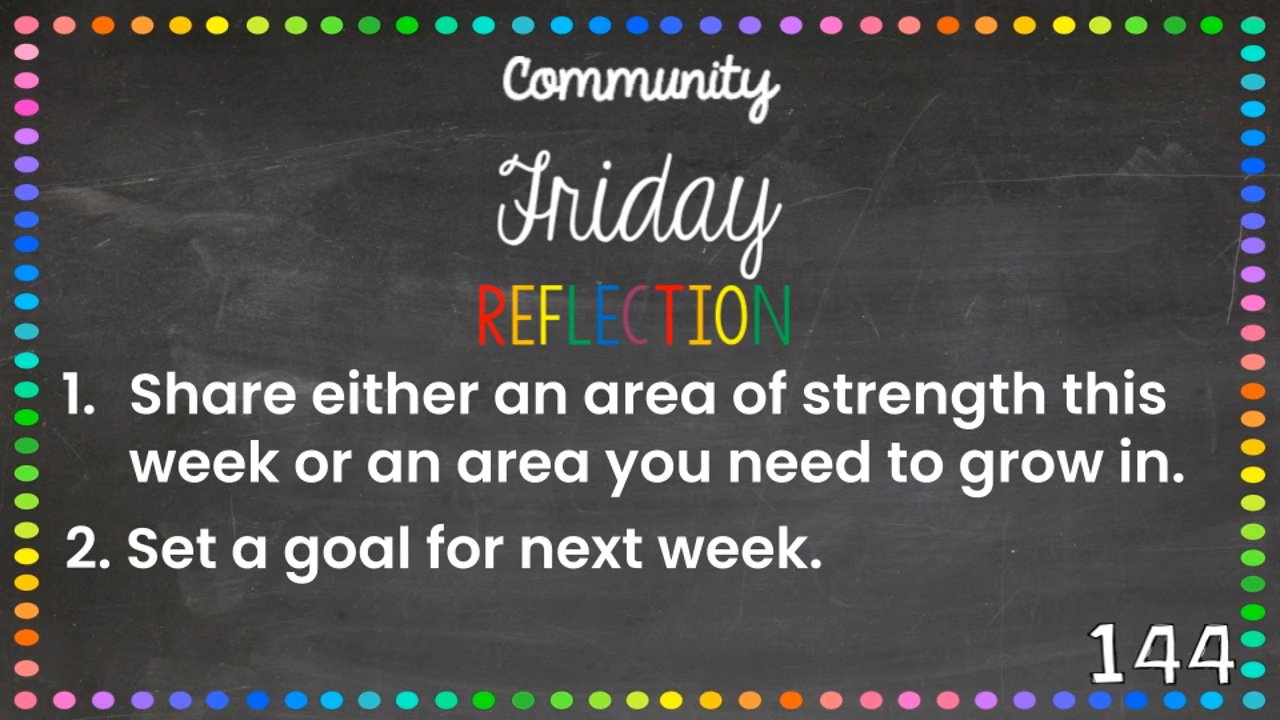 Community
Friday
REFLECTION
1. Share either an area of strength this
week or an area you need to grow in.
2. Set a goal for next week.
144